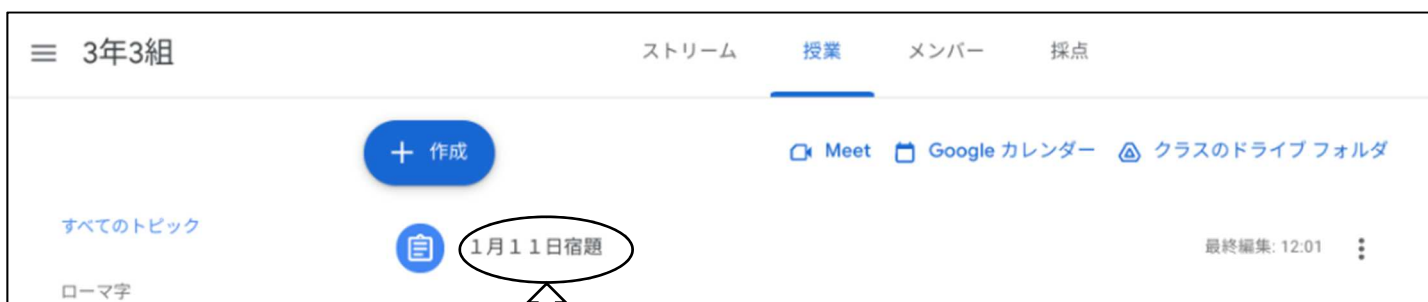 3年3組
ストリーム 授業 メンバー 採点
作成
Meet Google カレンダー クラスのドライブ フォルダ
すべてのトピック
1月11日宿題 最終編集: 12:01
ローマ字